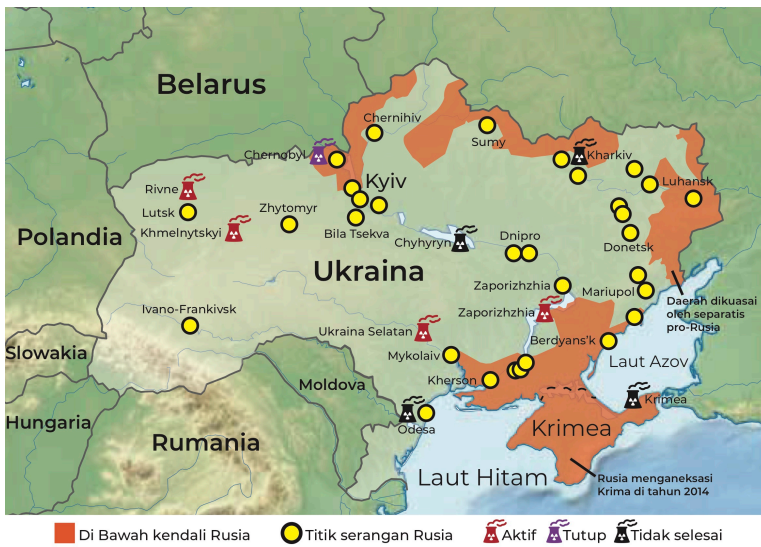 Belarus
Chernihiv
Sumy
Chernobyl
Kharkiv
Rivne
Kyiv
Luhansk
Lutsk
Zhytomyr
Khmelnytskyi
Bila Tsekva
Polandia
Chyhyryn
Dnipro
Donetsk
Ukraina
Zaporizhzhia
Mariupol
Daerah dikuasai
oleh separatis
pro-Rusia
Ivano-Frankivsk
Zaporizhzhia
Ukraina Selatan
Berdyans'k
Slowakia
Mykolaiv
Laut Azov
Moldova
Kherson
Krimea
Hungaria
Odesa
Krimea
Rumania
Laut Hitam
Rusia menganeksasi
Krima di tahun 2014
Di Bawah kendali Rusia
Titik serangan Rusia
Aktif
Tutup
Tidak selesai